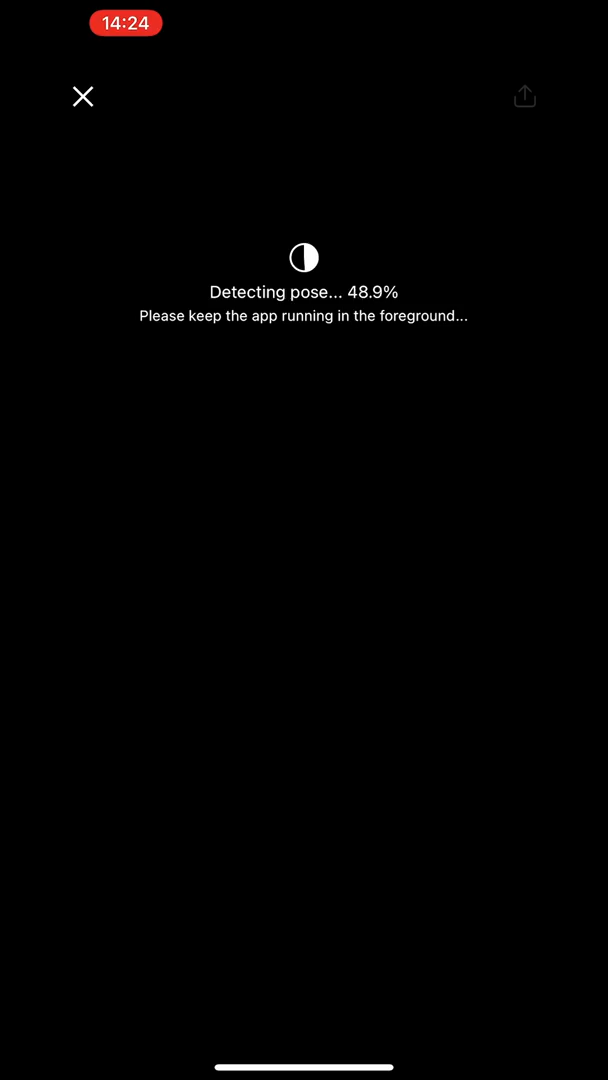 14:24
Detecting pose... 48.9%
Please keep the app running in the foreground...